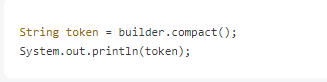 String token = builder.compact();
System.out.println(token);